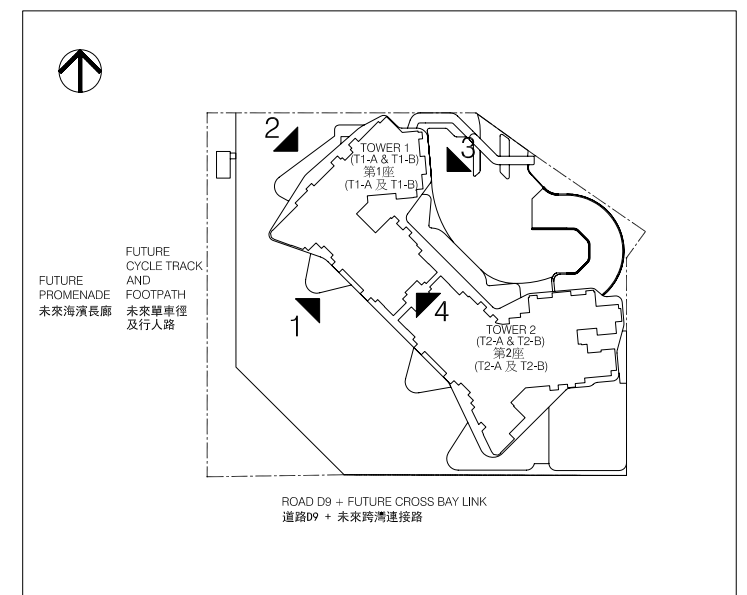 2
3
TOWER 1
(T1-A & T1-B)
第1座
(T1-A 及 T1-B)
FUTURE
CYCLE TRACK
AND
FOOTPATH
未來單車徑
及行人路
FUTURE
PROMENADE
未來海濱長廊
1
4
TOWER 2
(T2-A & T2-B)
第2座
(T2-A 及 T2-B)
ROAD D9 + FUTURE CROSS BAY LINK
道路D9 + 未來跨灣連接路